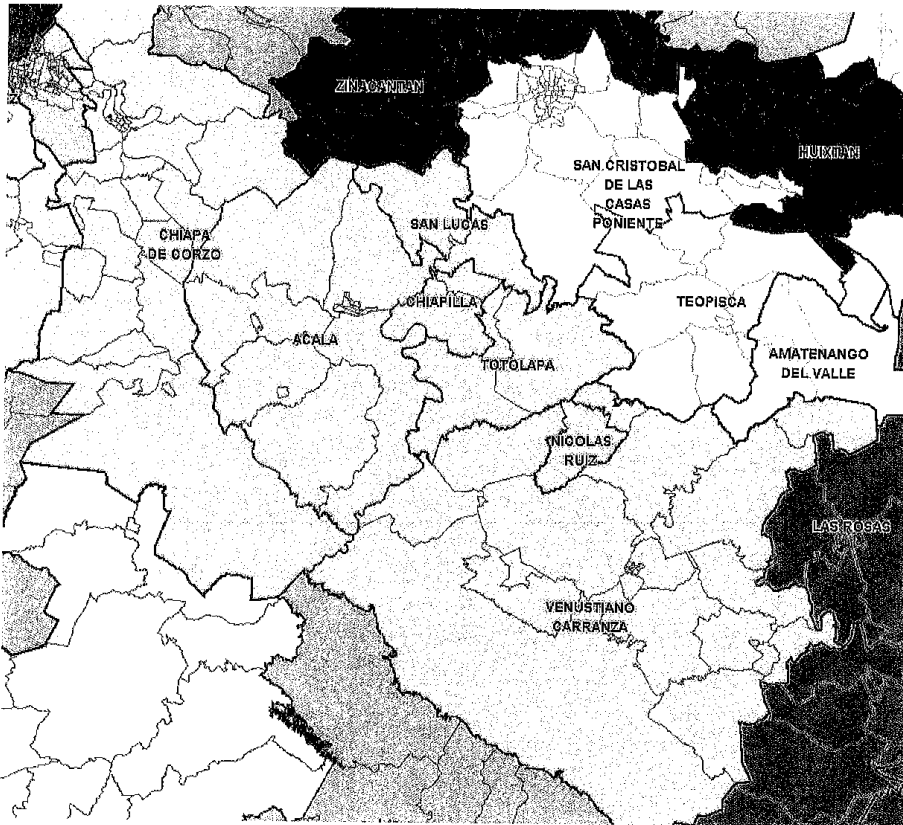 ZINACANTAN
HUIXTAN
SAN CRISTOBAL
DE LAS
CASAS
PONIENTE
CHIAPA
DE CORZO
SAN LUCAS
CHIAPILLA
TEOPISCA
ACALA
TOTOLAPA
AMATENANGO
DEL VALLE
NICOLAS
RUIZ
LAS ROSAS
VENUSTIANO
CARRANZA